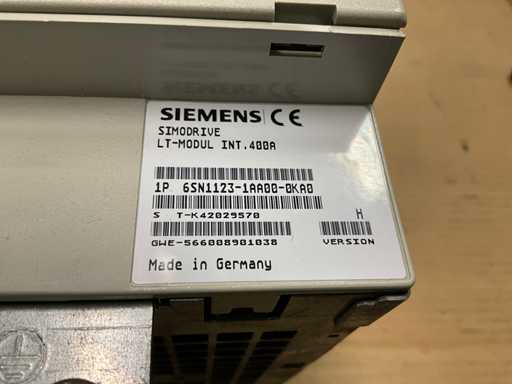 SIEMENS CE
SIMODRIVE
LT-MODUL INT.400A
1P 6SN1123-1AA00-0KA0
S T-K42029570 H
GWE-566008901038 VERSION
Made in Germany